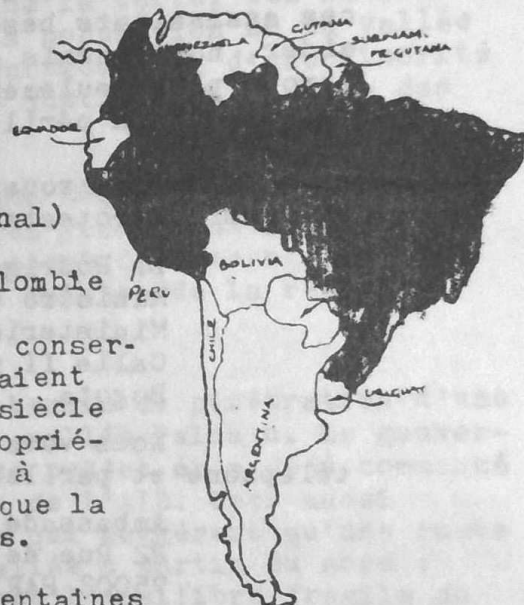 GUYANA
VENEZUELA
SURINAM
FR.GUYANA
ECUADOR
nal)
BOLIVIA
lombie
PERU
conser-
CHILE
aient
siècle
URUGUAY
oprié-
ARGENTINE
à
que la
s.
entaines